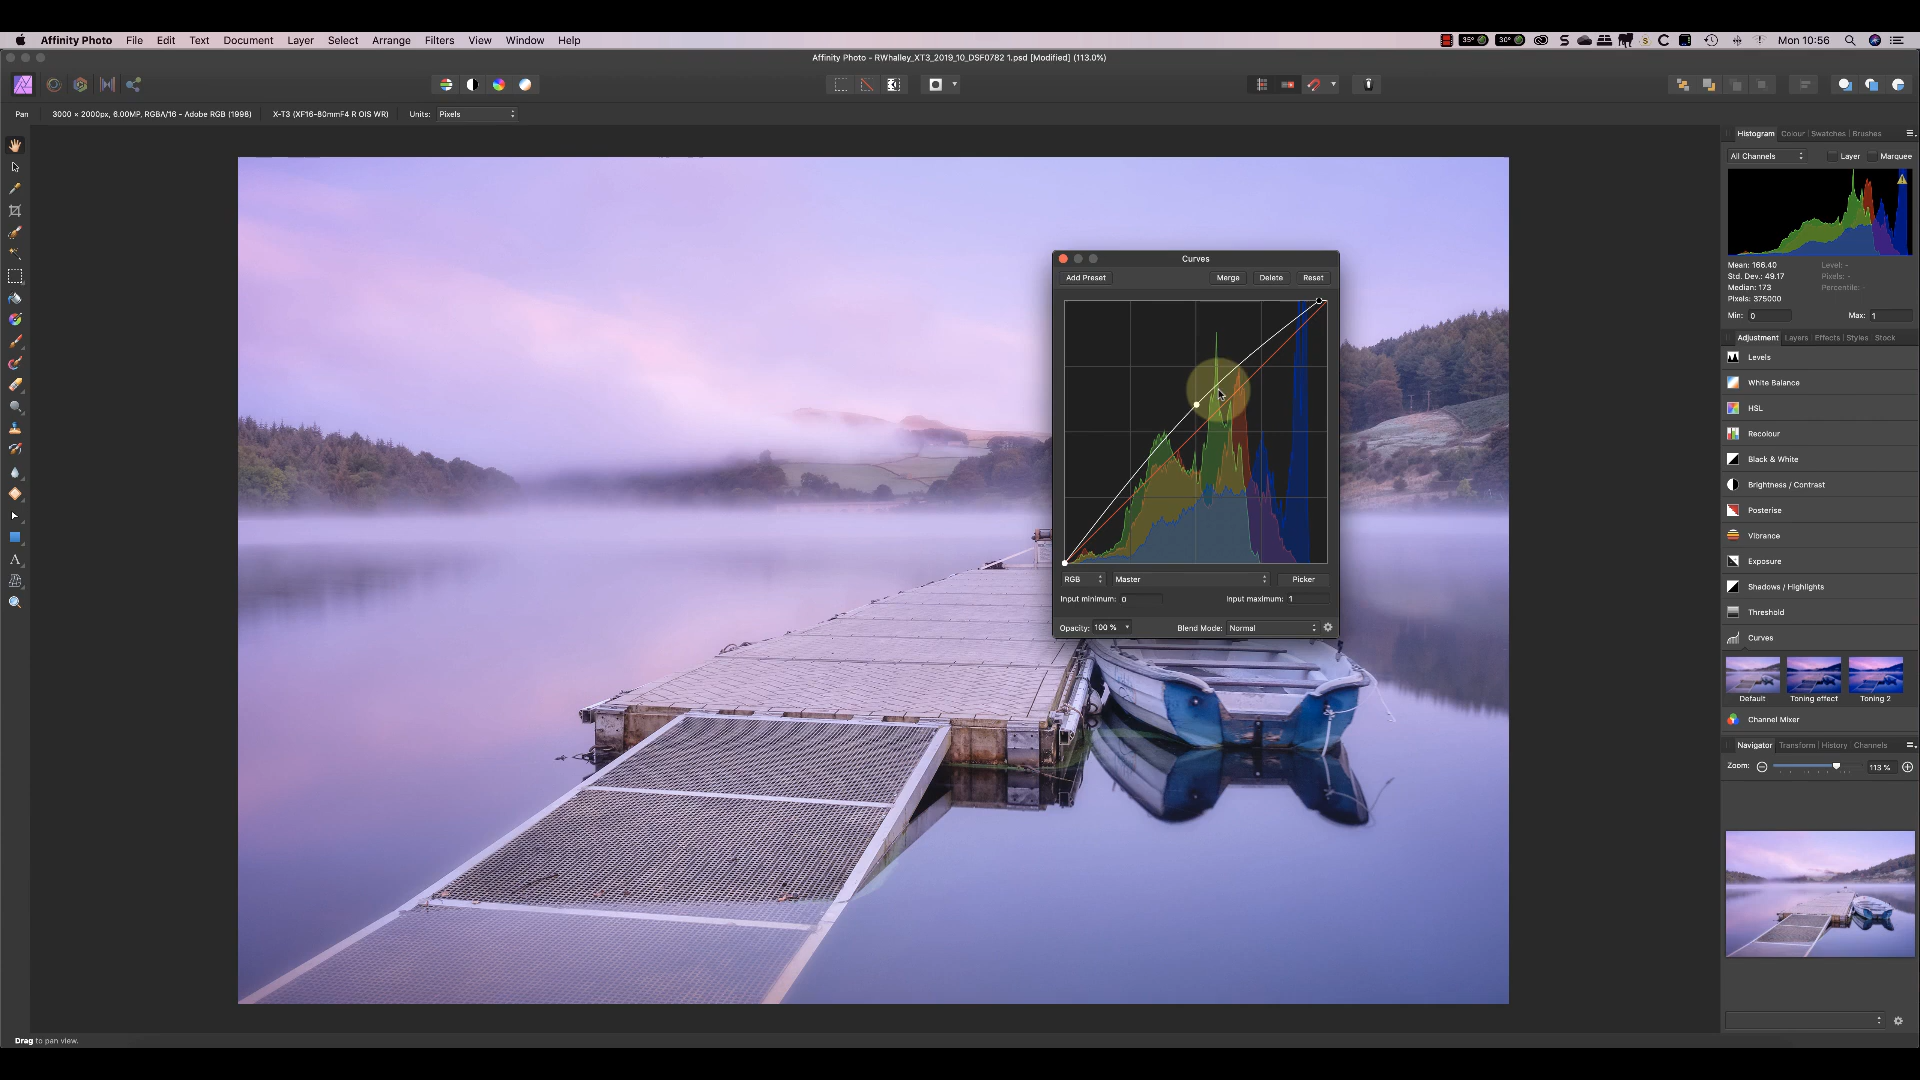 Affinity Photo File Edit Text Document Layer Select Arrange Filters View Window Help
35° 30° Mon 10:56
Affinity Photo - RWhalley_XT3_2019_10_DSF0782 1.psd [Modified] (113.0%)
Pan 3000 × 2000px, 6.00MP, RGBA/16 - Adobe RGB (1998) X-T3 (XF16-80mmF4 R OIS WR) Units: Pixels
Histogram Colour Swatches Brushes
All Channels Layer Marquee
Mean: 166.40 Level: -
Std. Dev.: 49.17 Pixels: -
Median: 173 Percentile: -
Pixels: 375000
Min: 0 Max: 1
Curves
Add Preset Merge Delete Reset
RGB Master Picker
Input minimum: 0 Input maximum: 1
Opacity: 100 % Blend Mode: Normal
Adjustment Layers Effects Styles Stock
Levels
White Balance
HSL
Recolour
Black & White
Brightness / Contrast
Posterise
Vibrance
Exposure
Shadows / Highlights
Threshold
Curves
Default Toning effect Toning 2
Channel Mixer
Navigator Transform History Channels
Zoom: 113 %
Drag to pan view.